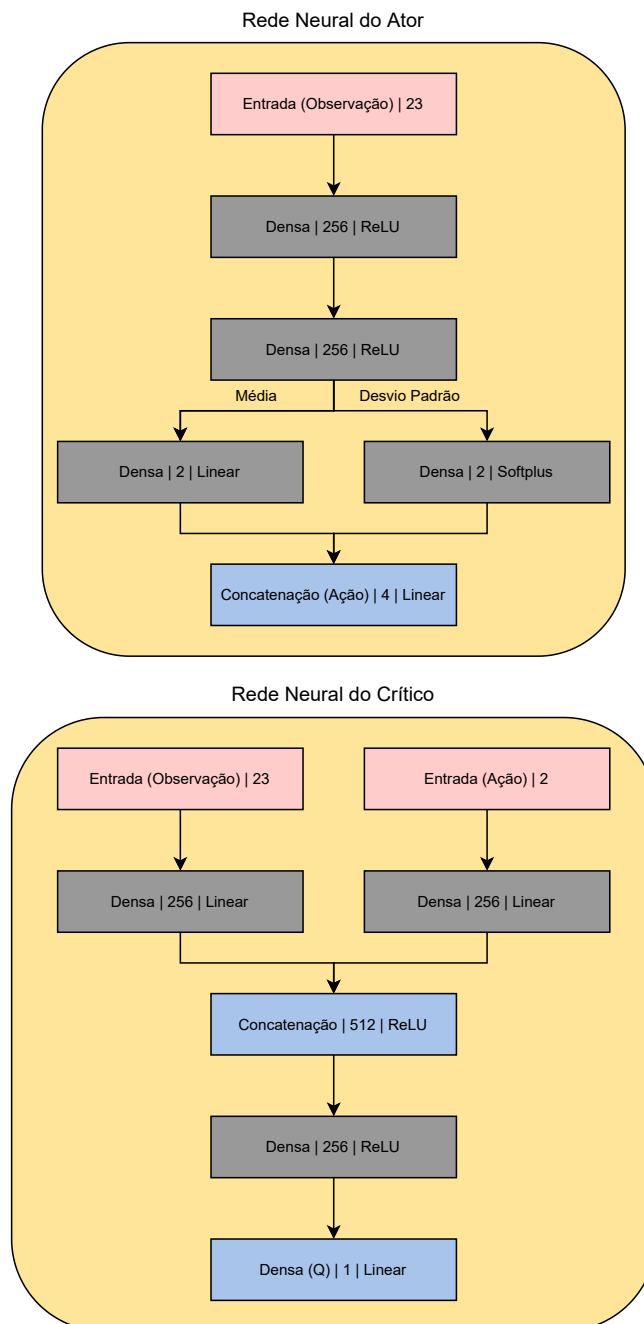 Rede Neural do Ator
Entrada (Observação) | 23
Densa | 256 | ReLU
Densa | 256 | ReLU
Média
Desvio Padrão
Densa | 2 | Linear
Densa | 2 | Softplus
Concatenação (Ação) | 4 | Linear
Rede Neural do Crítico
Entrada (Observação) | 23
Entrada (Ação) | 2
Densa | 256 | Linear
Densa | 256 | Linear
Concatenação | 512 | ReLU
Densa | 256 | ReLU
Densa (Q) | 1 | Linear